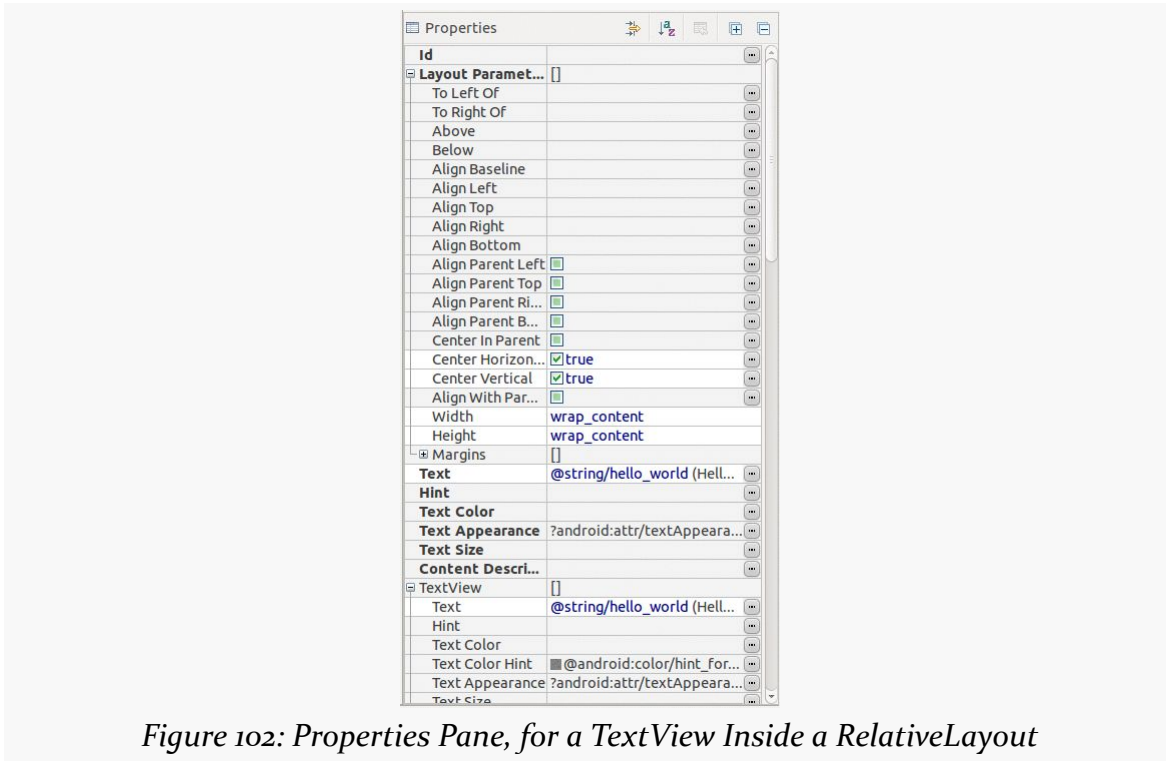 Properties
Id
Layout Paramet... []
To Left Of
To Right Of
Above
Below
Align Baseline
Align Left
Align Top
Align Right
Align Bottom
Align Parent Left
Align Parent Top
Align Parent Ri...
Align Parent B...
Center In Parent
Center Horizon... true
Center Vertical true
Align With Par...
Width wrap_content
Height wrap_content
Margins []
Text @string/hello_world (Hell...
Hint
Text Color
Text Appearance ?android:attr/textAppeara...
Text Size
Content Descri...
TextView []
Text @string/hello_world (Hell...
Hint
Text Color
Text Color Hint @android:color/hint_for...
Text Appearance ?android:attr/textAppeara...
Text Size
Figure 102: Properties Pane, for a TextView Inside a RelativeLayout